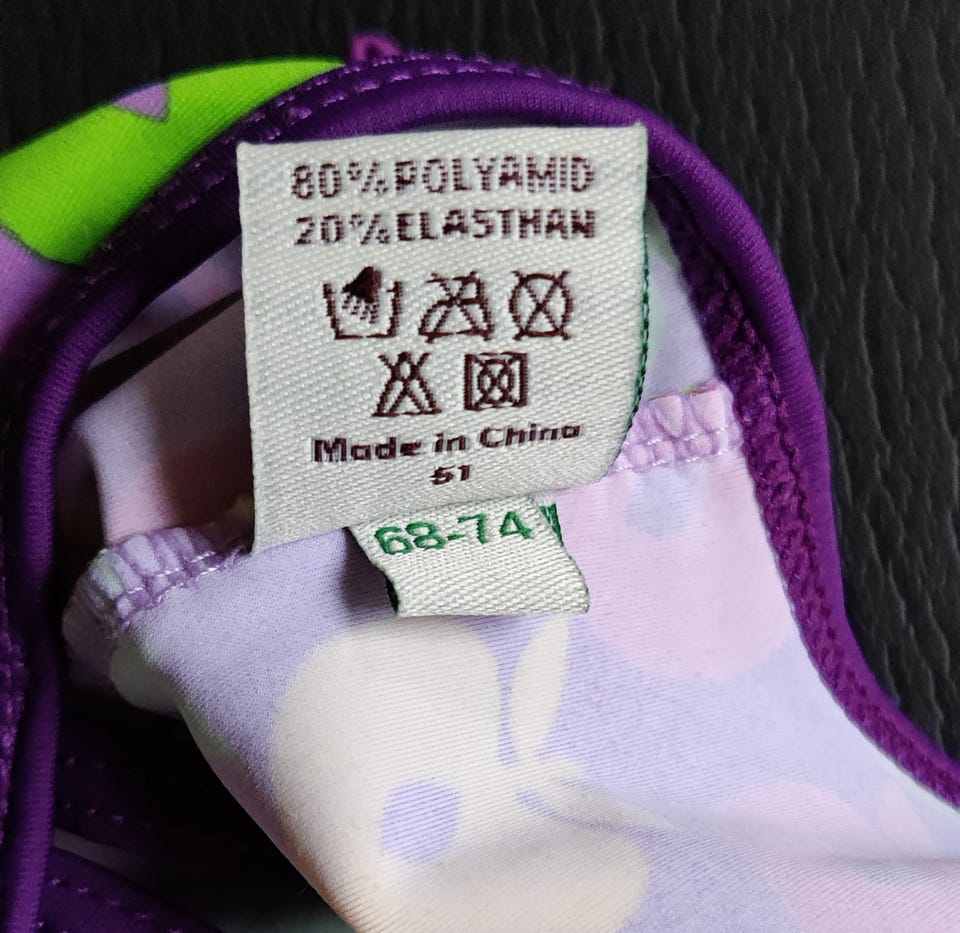 80%POLYAMID
20%ELASTHAN
Made in China
51
68-74